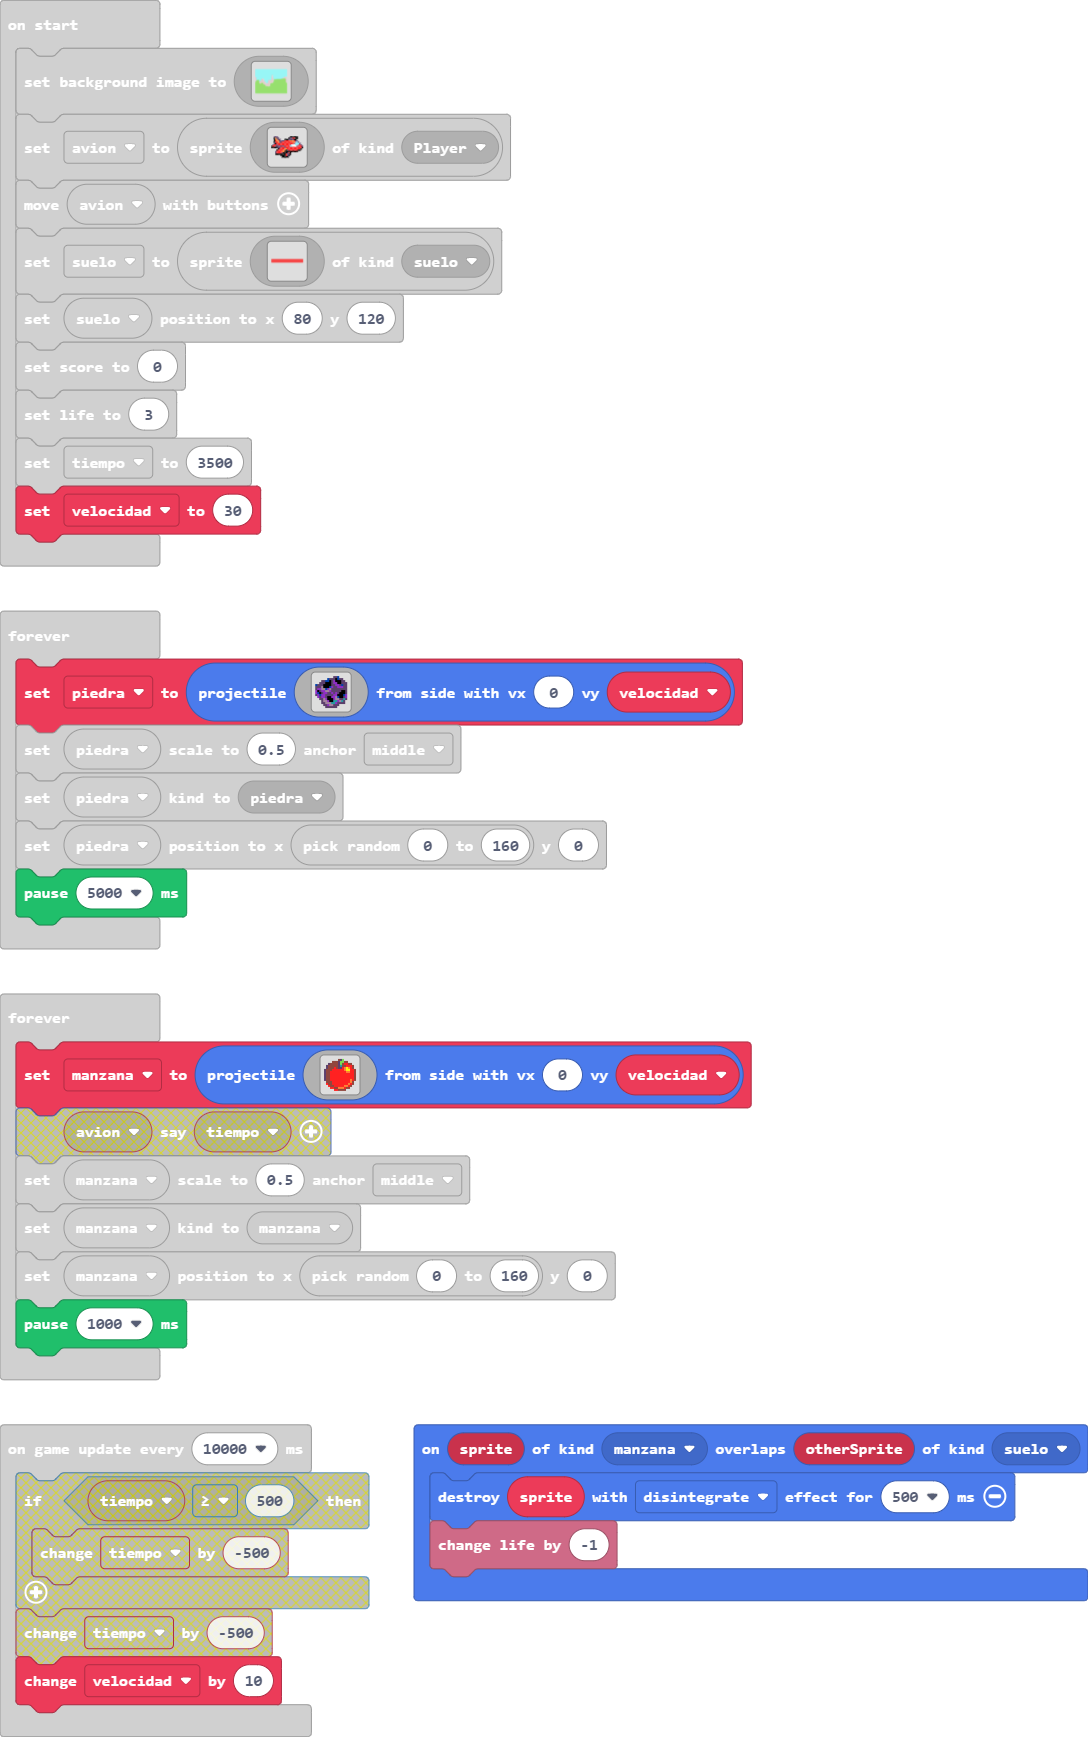 on start
set background image to
set avion to sprite of kind Player
move avion with buttons
set suelo to sprite of kind suelo
set suelo position to x 80 y 120
set score to 0
set life to 3
set tiempo to 3500
set velocidad to 30
forever
set piedra to projectile from side with vx 0 vy velocidad
set piedra scale to 0.5 anchor middle
set piedra kind to piedra
set piedra position to x pick random 0 to 160 y 0
pause 5000 ms
forever
set manzana to projectile from side with vx 0 vy velocidad
avion say tiempo
set manzana scale to 0.5 anchor middle
set manzana kind to manzana
set manzana position to x pick random 0 to 160 y 0
pause 1000 ms
on game update every 10000 ms
if tiempo ≥ 500 then
change tiempo by -500
change tiempo by -500
change velocidad by 10
on sprite of kind manzana overlaps otherSprite of kind suelo
destroy sprite with disintegrate effect for 500 ms
change life by -1